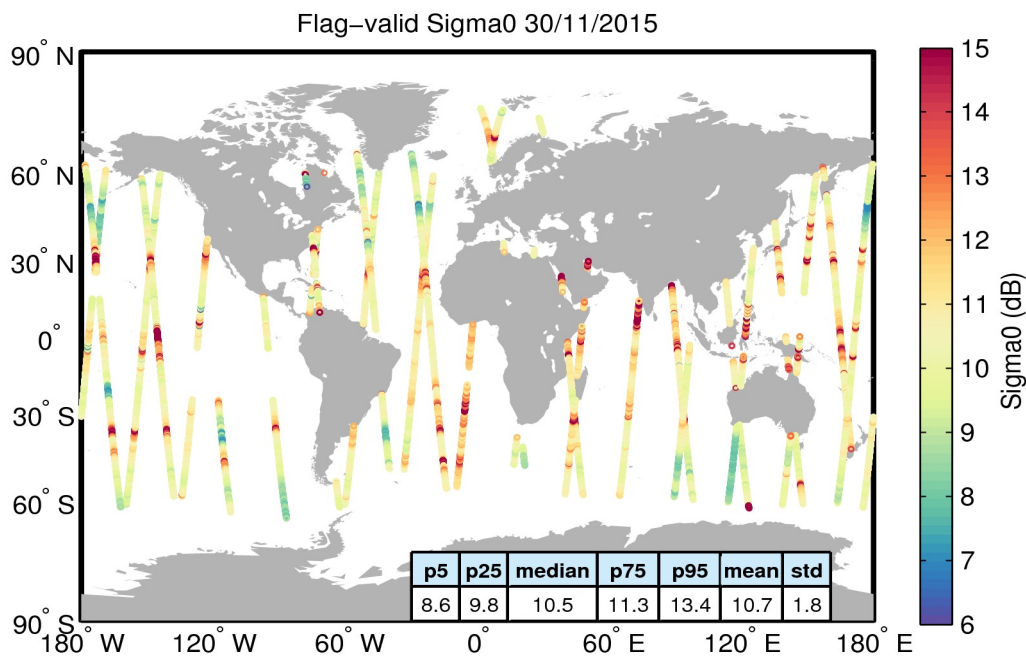 Flag−valid Sigma0 30/11/2015
90° N
60° N
30° N
0°
30° S
60° S
90° S
180° W
120° W
60° W
0°
60° E
120° E
180° E
15
14
13
12
11
10
9
8
7
6
Sigma0 (dB)
p5 p25 median p75 p95 mean std
8.6 9.8 10.5 11.3 13.4 10.7 1.8